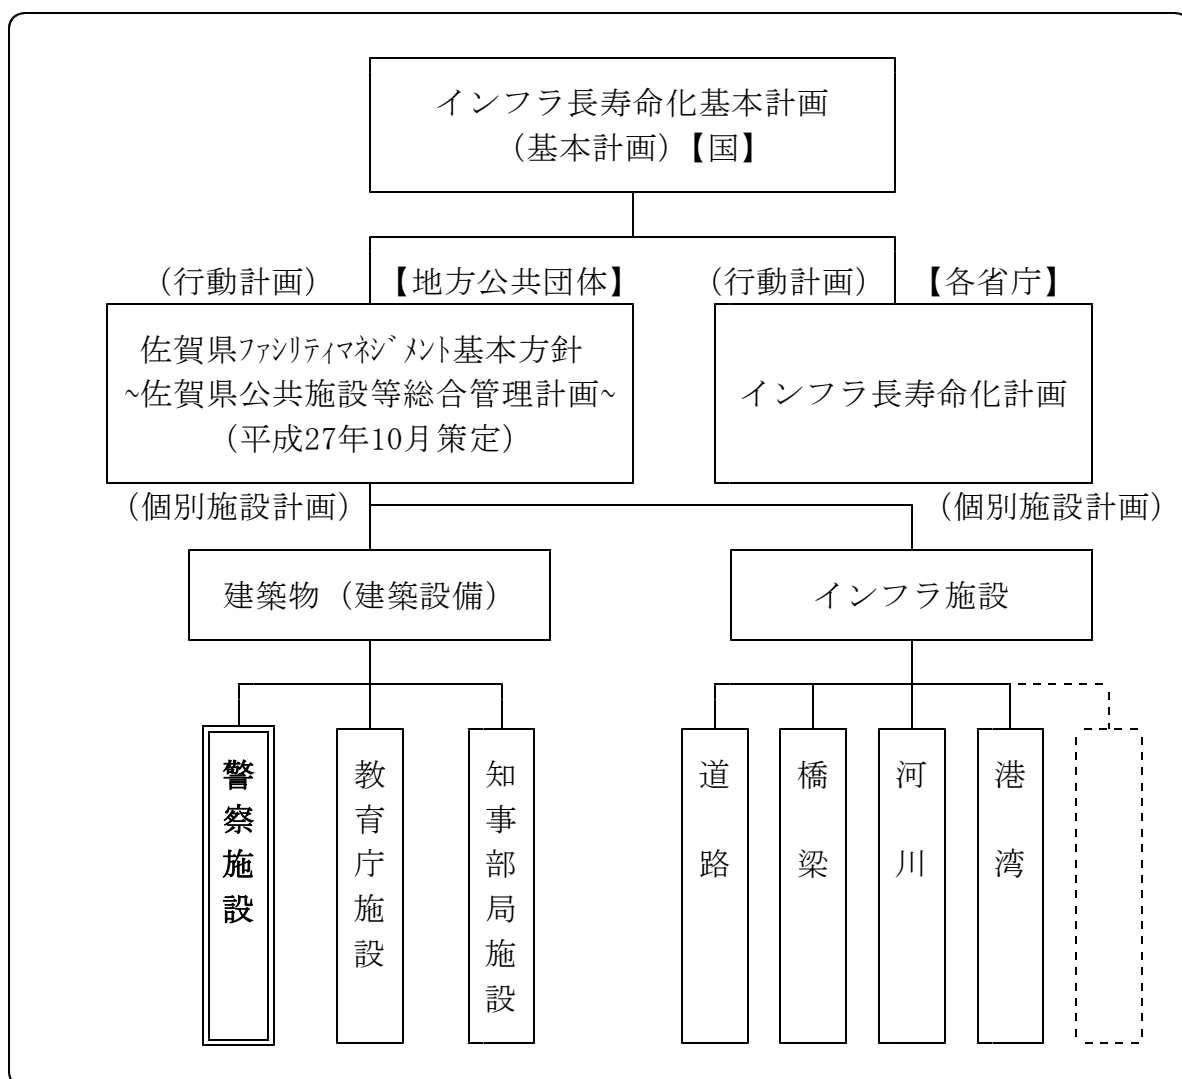 インフラ長寿命化基本計画
（基本計画）【国】
（行動計画）
【地方公共団体】
（行動計画）
【各省庁】
佐賀県ﾌｧｼﾘﾃｨﾏﾈｼﾞﾒﾝﾄ基本方針
~佐賀県公共施設等総合管理計画~
（平成27年10月策定）
インフラ長寿命化計画
（個別施設計画）
（個別施設計画）
建築物（建築設備）
インフラ施設
警察施設
教育庁施設
知事部局施設
道路
橋梁
河川
港湾